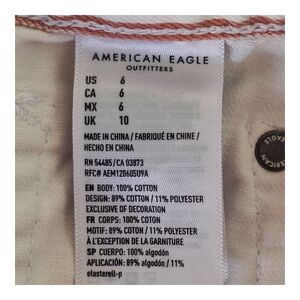 AMERICAN EAGLE
OUTFITTERS
US 6
CA 6
MX 6
UK 10
MADE IN CHINA / FABRIQUÉ EN CHINE /
HECHO EN CHINA
RN 54485/CA 03873
RFC# AEM120605U9A
EN BODY: 100% COTTON
DESIGN: 89% COTTON / 11% POLYESTER
EXCLUSIVE OF DECORATION
FR CORPS: 100% COTON
MOTIF: 89% COTON / 11% POLYESTER
À L'EXCEPTION DE LA GARNITURE
SP CUERPO: 100% ALGODÓN
APLICACIÓN: 89% algodón / 11%
elasterell-p
AMERICAN
EAGLE